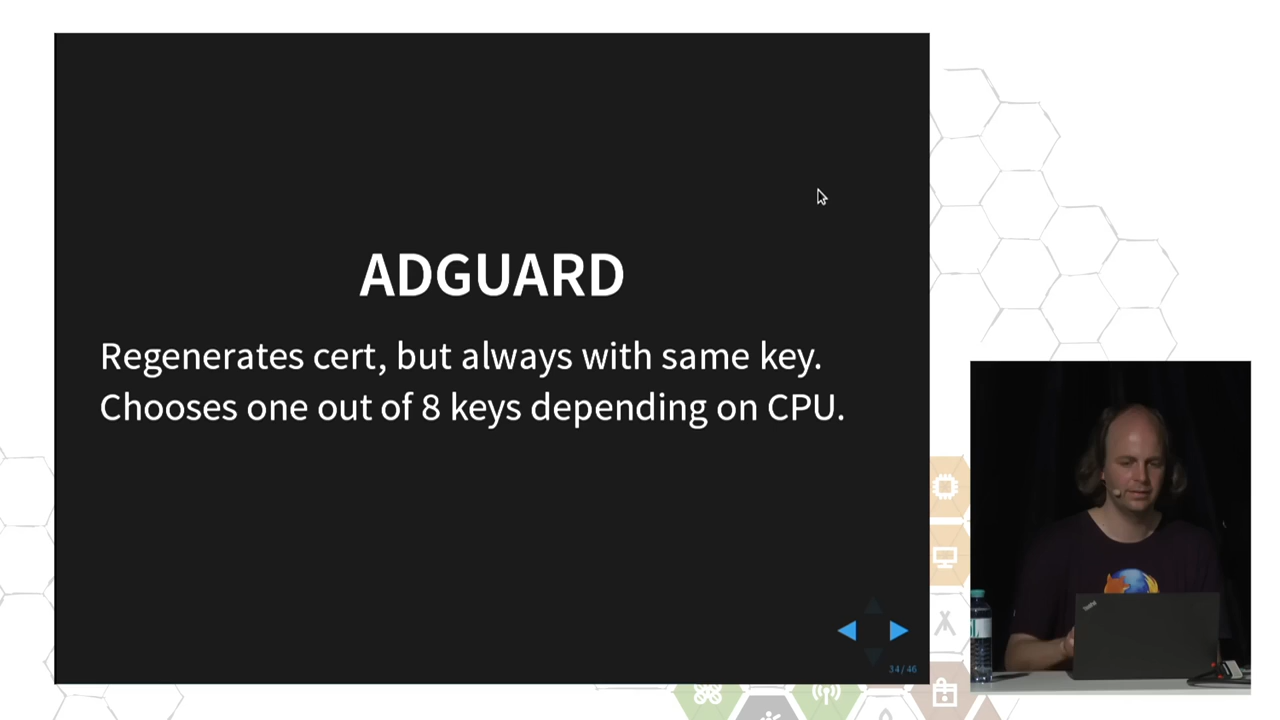 ADGUARD
Regenerates cert, but always with same key.
Chooses one out of 8 keys depending on CPU.
34 / 46
ThinkPad